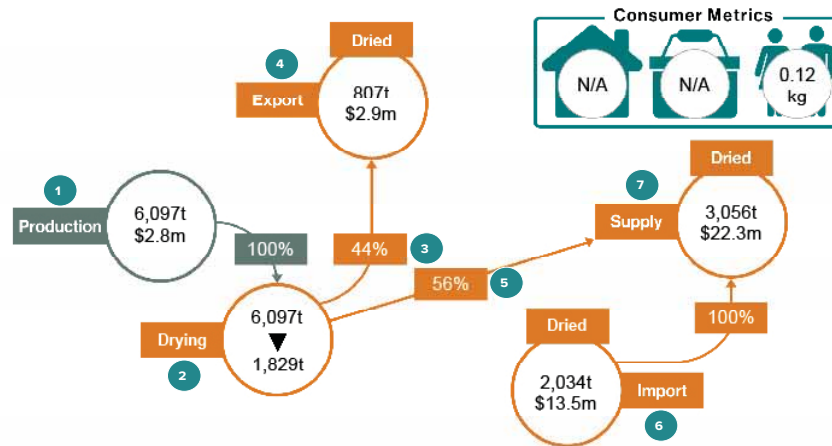 Consumer Metrics
N/A
N/A
0.12
kg
Dried
4
Export
807t
$2.9m
1
Production
6,097t
$2.8m
100%
44%
3
56%
5
Dried
7
Supply
3,056t
$22.3m
Drying
2
6,097t
1,829t
100%
Dried
2,034t
$13.5m
Import
6